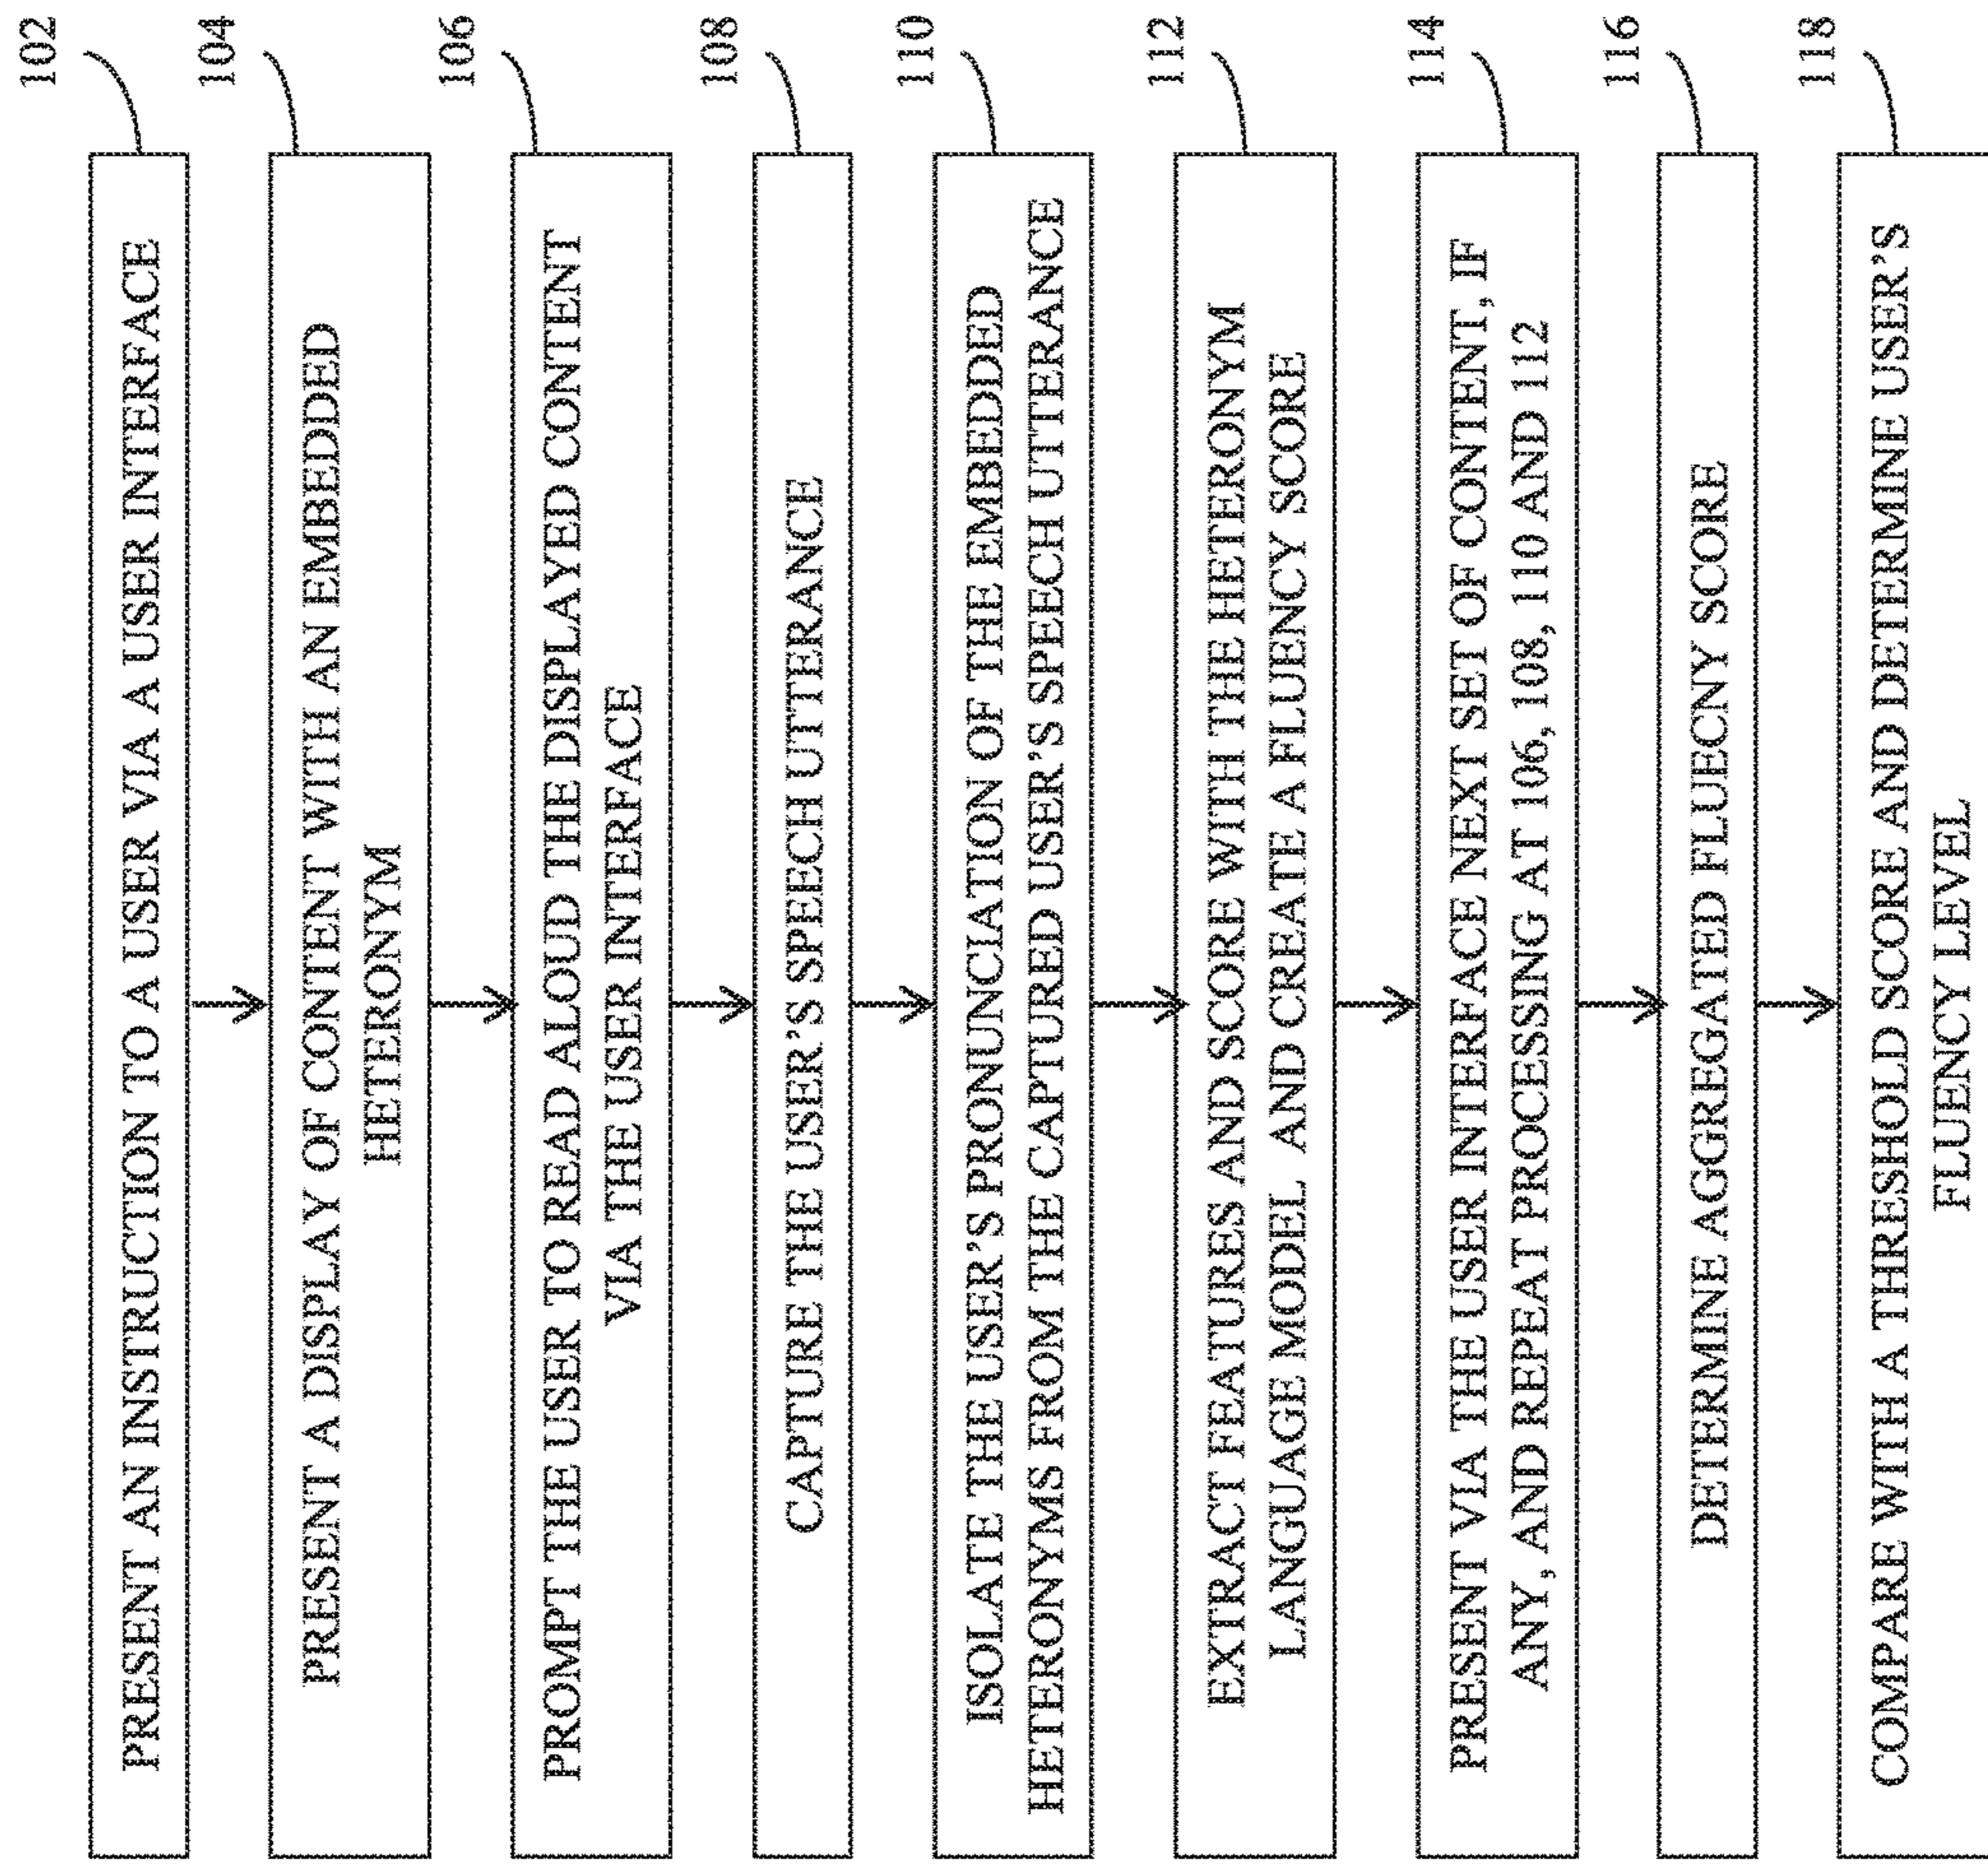 102
PRESENT AN INSTRUCTION TO A USER VIA A USER INTERFACE
104
PRESENT A DISPLAY OF CONTENT WITH AN EMBEDDED
HETERONYM
106
PROMPT THE USER TO READ ALOUD THE DISPLAYED CONTENT
VIA THE USER INTERFACE
108
CAPTURE THE USER'S SPEECH UTTERANCE
110
ISOLATE THE USER'S PRONUNCIATION OF THE EMBEDDED
HETERONYMS FROM THE CAPTURED USER'S SPEECH UTTERANCE
112
EXTRACT FEATURES AND SCORE WITH THE HETERONYM
LANGUAGE MODEL AND CREATE A FLUENCY SCORE
114
PRESENT VIA THE USER INTERFACE NEXT SET OF CONTENT, IF
ANY, AND REPEAT PROCESSING AT 106, 108, 110 AND 112
116
DETERMINE AGGREGATED FLUECNY SCORE
118
COMPARE WITH A THRESHOLD SCORE AND DETERMINE USER'S
FLUENCY LEVEL